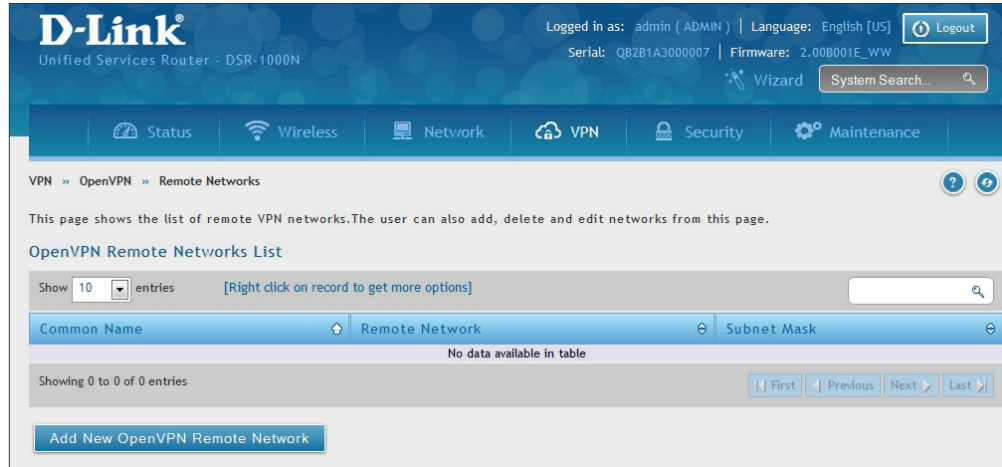 D-Link®
Unified Services Router - DSR-1000N
Logged in as: admin ( ADMIN ) | Language: English [US]
Logout
Serial: QB2B1A3000007 | Firmware: 2.00B001E_WW
Wizard
System Search...
Status Wireless Network VPN Security Maintenance
VPN » OpenVPN » Remote Networks
?
This page shows the list of remote VPN networks.The user can also add, delete and edit networks from this page.
OpenVPN Remote Networks List
Show 10 entries [Right click on record to get more options]
Common Name Remote Network Subnet Mask
No data available in table
Showing 0 to 0 of 0 entries
First Previous Next Last
Add New OpenVPN Remote Network